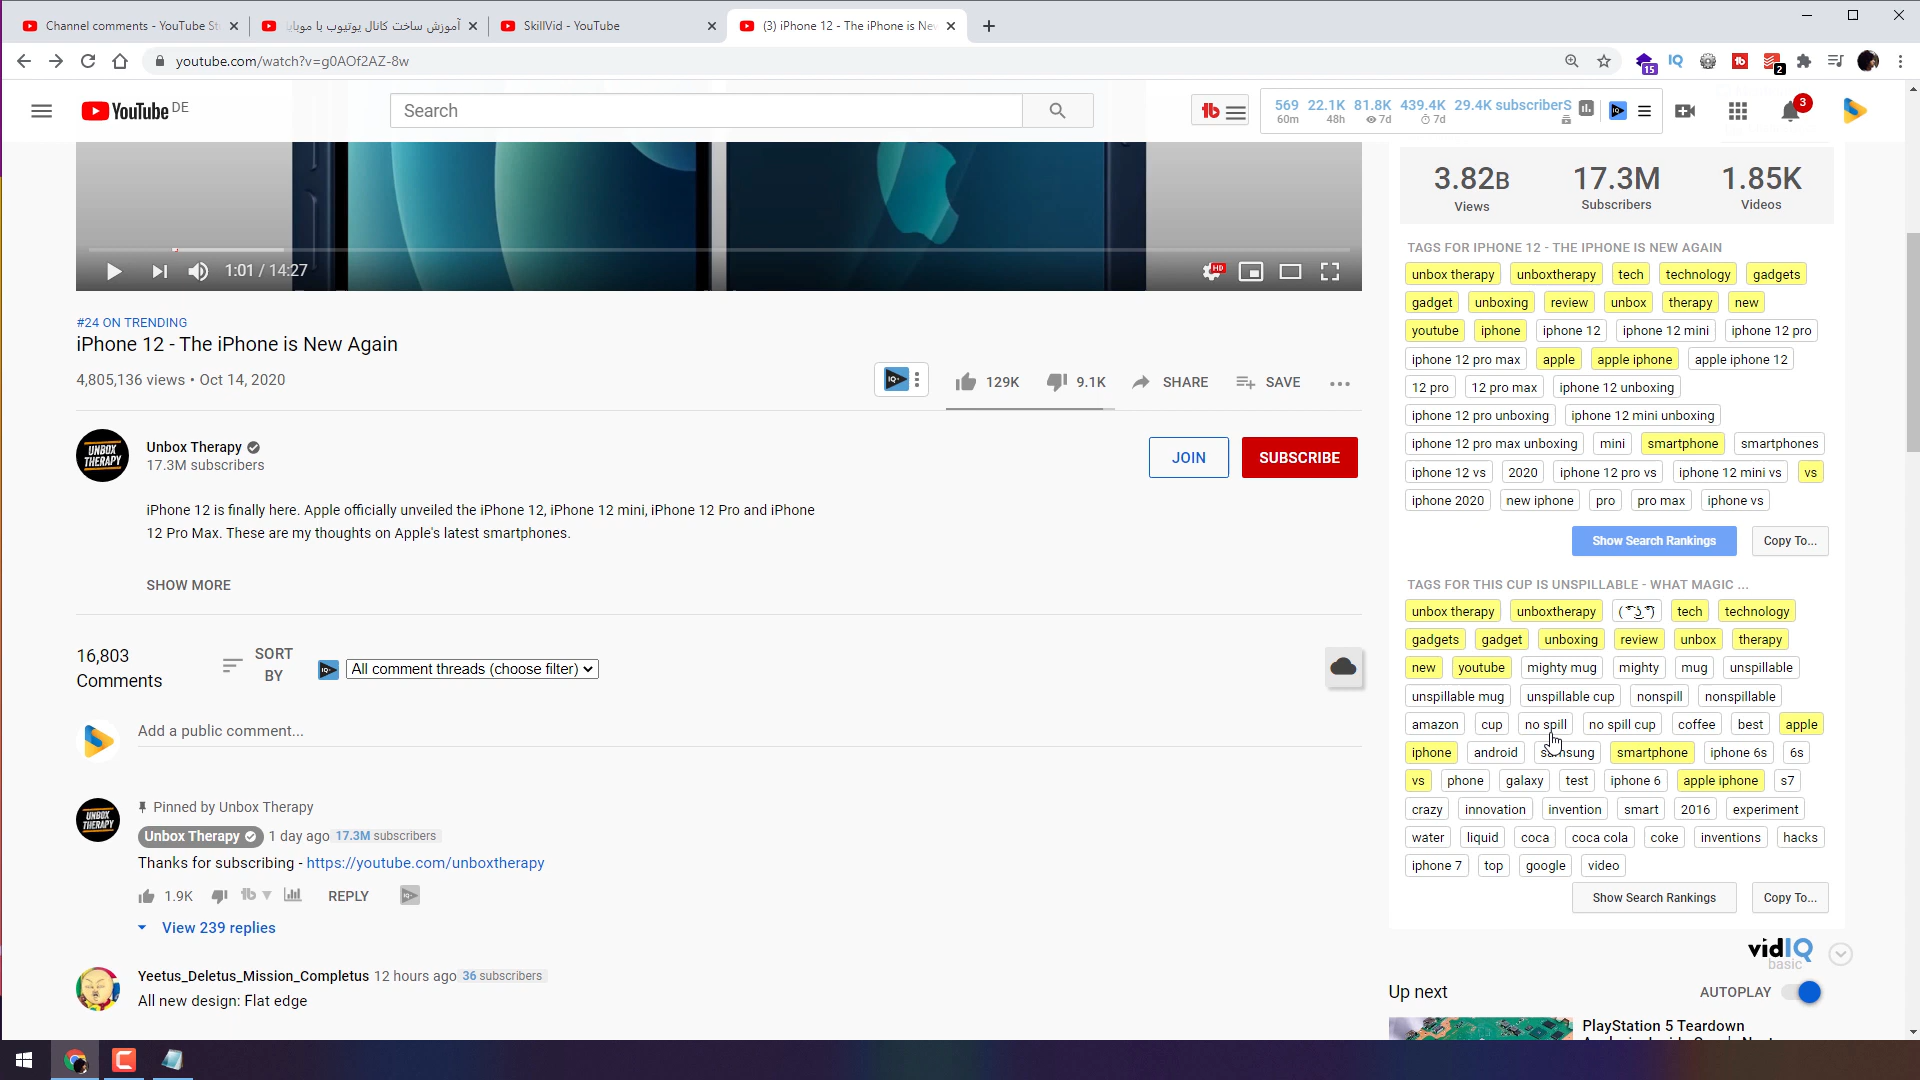 Channel comments - YouTube St
آموزش ساخت کانال یوتیوب با موبایل
SkillVid - YouTube
(3) iPhone 12 - The iPhone is New
youtube.com/watch?v=g0AOf2AZ-8w
IQ
15
2
YouTube DE
Search
569 22.1K 81.8K 439.4K 29.4K subscriberS
60m 48h 7d 7d
3
3.82B 17.3M 1.85K
Views Subscribers Videos
1:01 / 14:27
HD
TAGS FOR IPHONE 12 - THE IPHONE IS NEW AGAIN
unbox therapy unboxtherapy tech technology gadgets
gadget unboxing review unbox therapy new
youtube iphone iphone 12 iphone 12 mini iphone 12 pro
iphone 12 pro max apple apple iphone apple iphone 12
12 pro 12 pro max iphone 12 unboxing
iphone 12 pro unboxing iphone 12 mini unboxing
iphone 12 pro max unboxing mini smartphone smartphones
iphone 12 vs 2020 iphone 12 pro vs iphone 12 mini vs vs
iphone 2020 new iphone pro pro max iphone vs
Show Search Rankings Copy To...
#24 ON TRENDING
iPhone 12 - The iPhone is New Again
4,805,136 views • Oct 14, 2020
129K 9.1K SHARE SAVE
UNBOX THERAPY
Unbox Therapy
17.3M subscribers
JOIN SUBSCRIBE
iPhone 12 is finally here. Apple officially unveiled the iPhone 12, iPhone 12 mini, iPhone 12 Pro and iPhone
12 Pro Max. These are my thoughts on Apple's latest smartphones.
SHOW MORE
TAGS FOR THIS CUP IS UNSPILLABLE - WHAT MAGIC ...
unbox therapy unboxtherapy ( ͡° ͜ʖ ͡°) tech technology
gadgets gadget unboxing review unbox therapy
new youtube mighty mug mighty mug unspillable
unspillable mug unspillable cup nonspill nonspillable
amazon cup no spill no spill cup coffee best apple
iphone android samsung smartphone iphone 6s 6s
vs phone galaxy test iphone 6 apple iphone s7
crazy innovation invention smart 2016 experiment
water liquid coca coca cola coke inventions hacks
iphone 7 top google video
Show Search Rankings Copy To...
vidIQ
basic
16,803
Comments
SORT
BY
All comment threads (choose filter)
Add a public comment...
UNBOX THERAPY
Pinned by Unbox Therapy
Unbox Therapy 1 day ago 17.3M subscribers
Thanks for subscribing - https://youtube.com/unboxtherapy
1.9K REPLY
View 239 replies
Yeetus_Deletus_Mission_Completus 12 hours ago 36 subscribers
All new design: Flat edge
Up next AUTOPLAY
PlayStation 5 Teardown